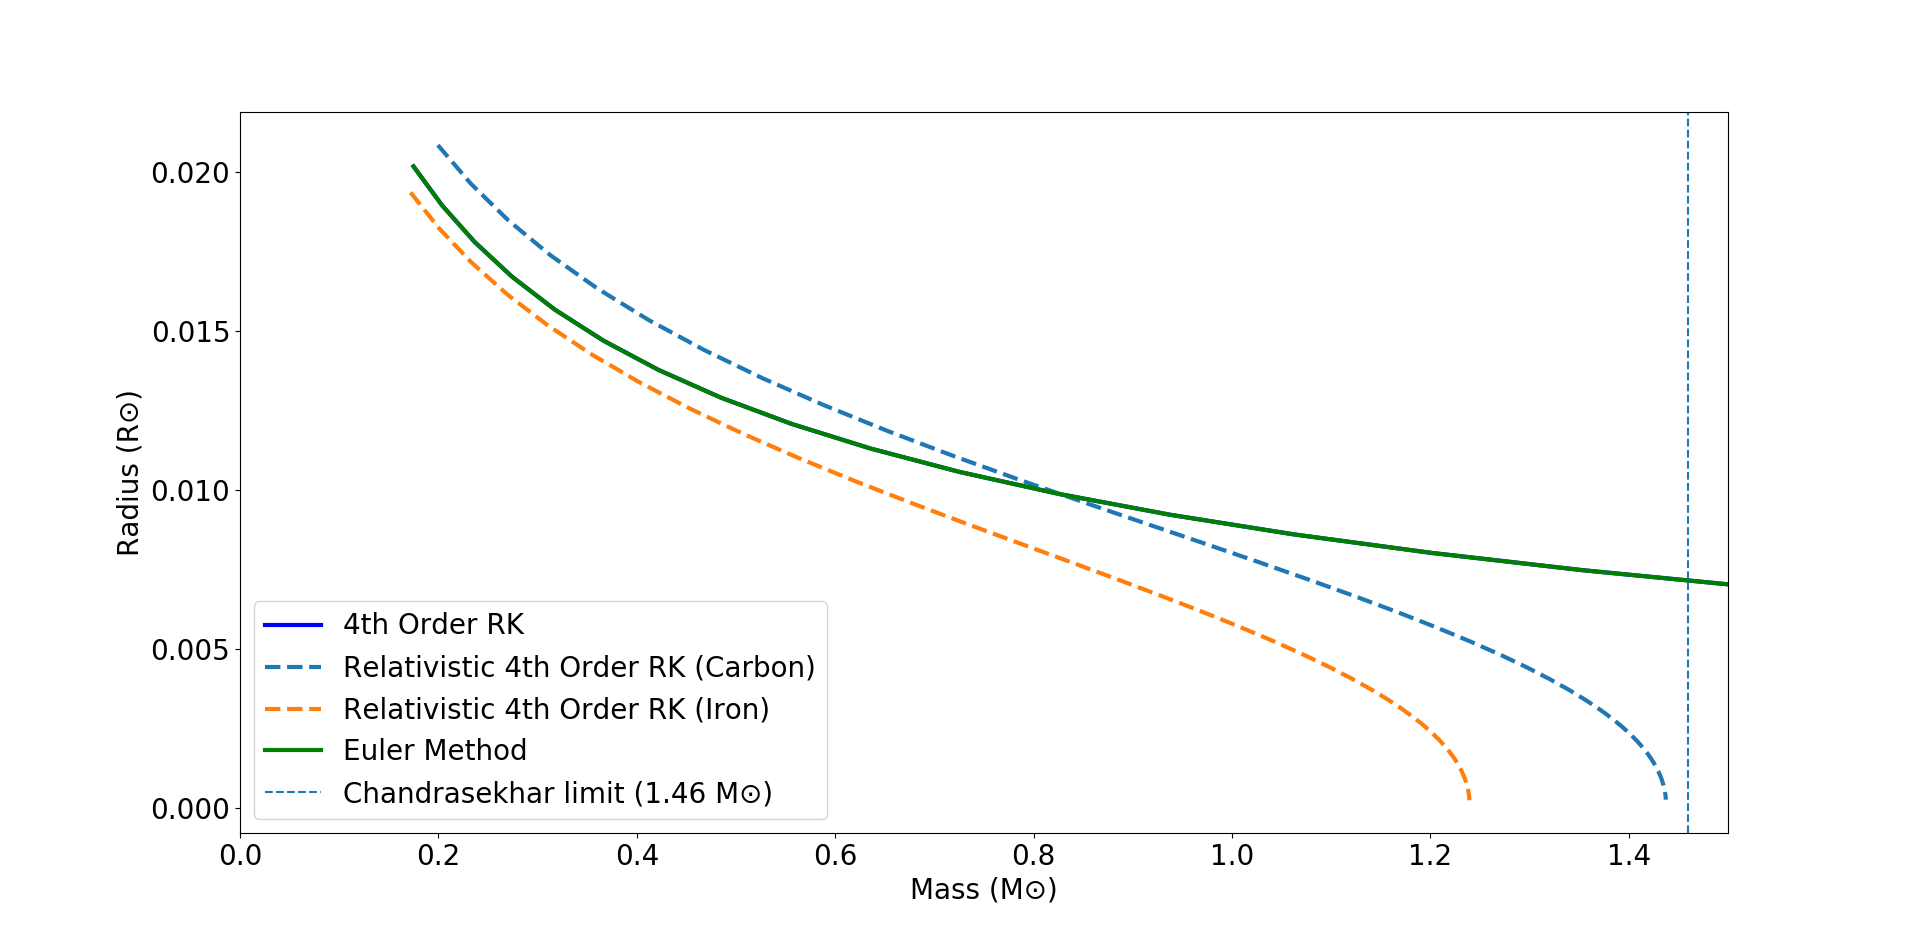 0.020
0.015
0.010
0.005
0.000
Radius (R⊙)
4th Order RK
Relativistic 4th Order RK (Carbon)
Relativistic 4th Order RK (Iron)
Euler Method
Chandrasekhar limit (1.46 M⊙)
0.0 0.2 0.4 0.6 0.8 1.0 1.2 1.4
Mass (M⊙)